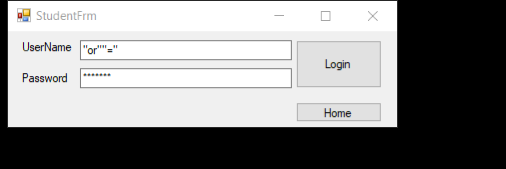 StudentFrm
UserName "or""="
Login
Password *******
Home